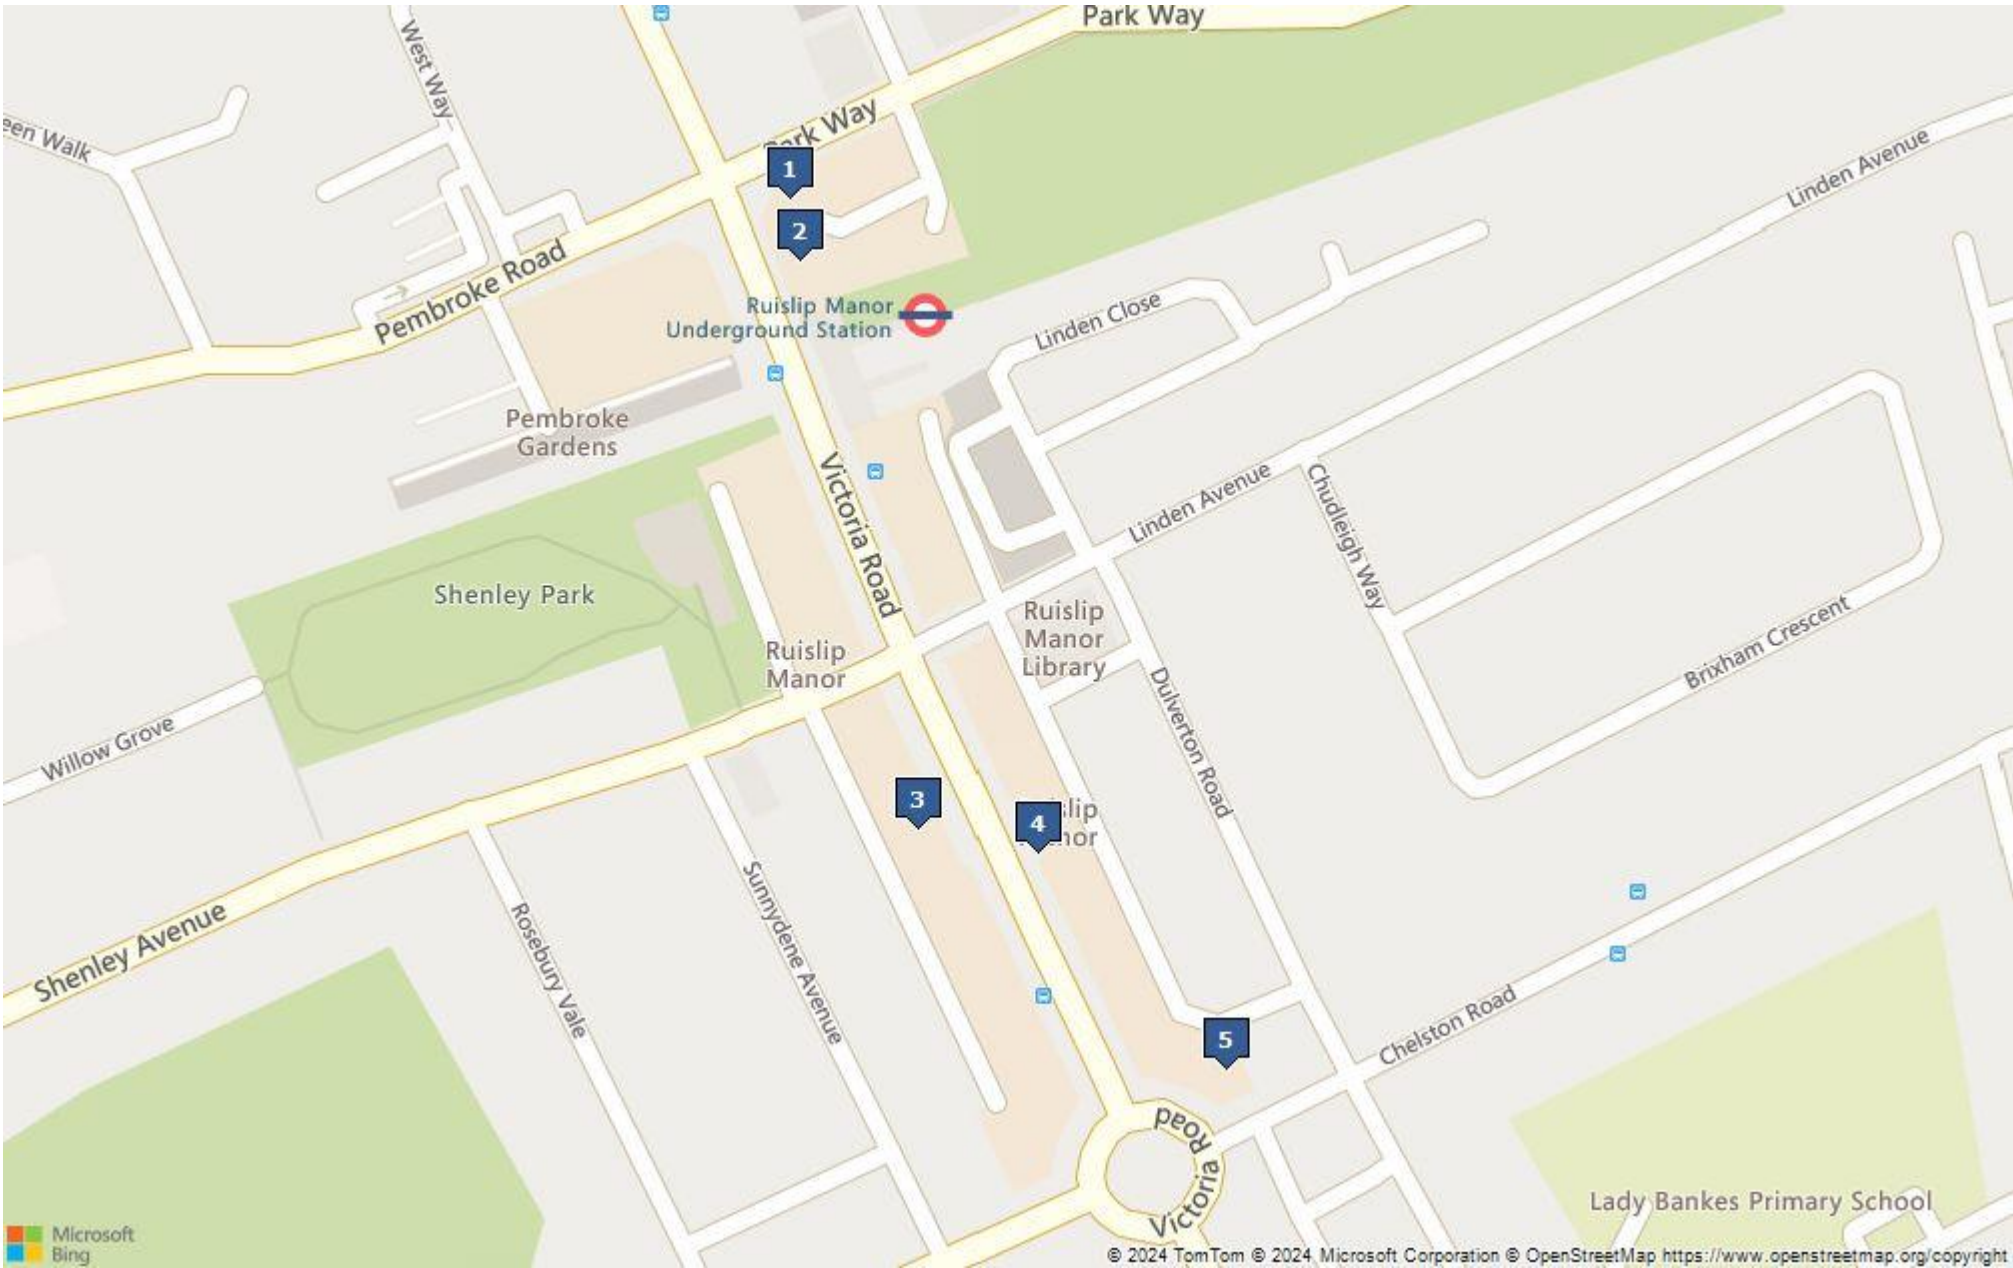 Park Way
West Way
een Walk
Park Way
1
Linden Avenue
2
Pembroke Road
Ruislip Manor
Underground Station
Linden Close
Pembroke
Gardens
Victoria Road
Linden Avenue
Chudleigh Way
Shenley Park
Ruislip
Manor
Library
Ruislip
Manor
Brixham Crescent
Willow Grove
Dulverton Road
3
4
slip
nor
Shenley Avenue
Rosebury Vale
Sunnydene Avenue
5
Chelston Road
Victoria Road
Lady Bankes Primary School
Microsoft
Bing
© 2024 TomTom © 2024 Microsoft Corporation © OpenStreetMap https://www.openstreetmap.org/copyright